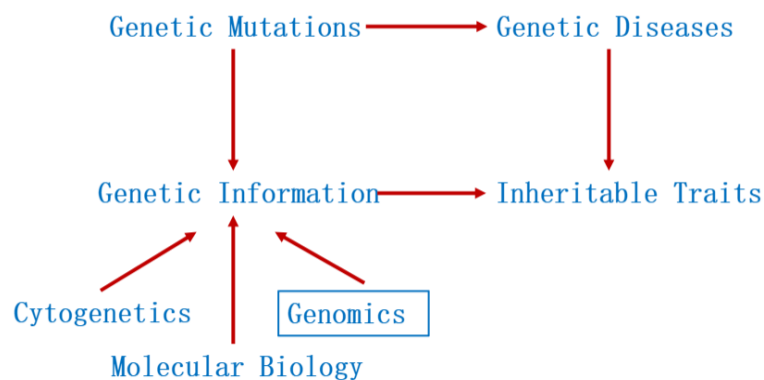 Genetic Mutations Genetic Diseases
Genetic Information Inheritable Traits
Cytogenetics Genomics
Molecular Biology